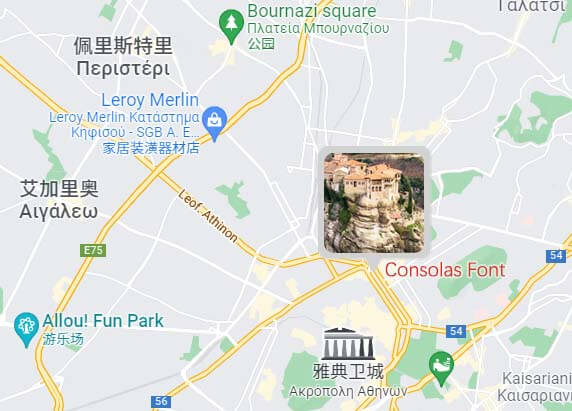 Γαλάτσι
Bournazi square
Πλατεία Μπουρναζίου
公园
佩里斯特里
Περιστέρι
Leroy Merlin
Leroy Merlin Κατάστημα
Κηφισού - SGB A. E...
家居装潢器材店
艾加里奥
Αιγάλεω
Leof. Athinon
E75
54
Consolas Font
Allou! Fun Park
游乐场
54
雅典卫城
Ακρόπολη Αθηνών
Kaisariani
Καισαριανι
56